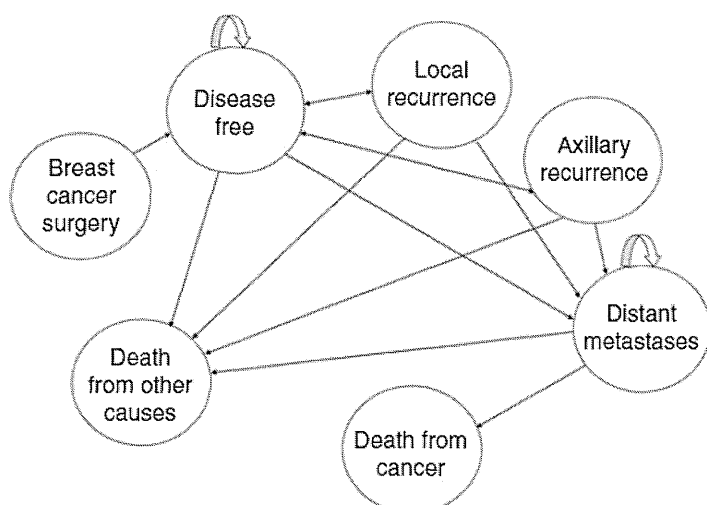 Disease
free
Local
recurrence
Axillary
recurrence
Breast
cancer
surgery
Distant
metastases
Death
from other
causes
Death from
cancer